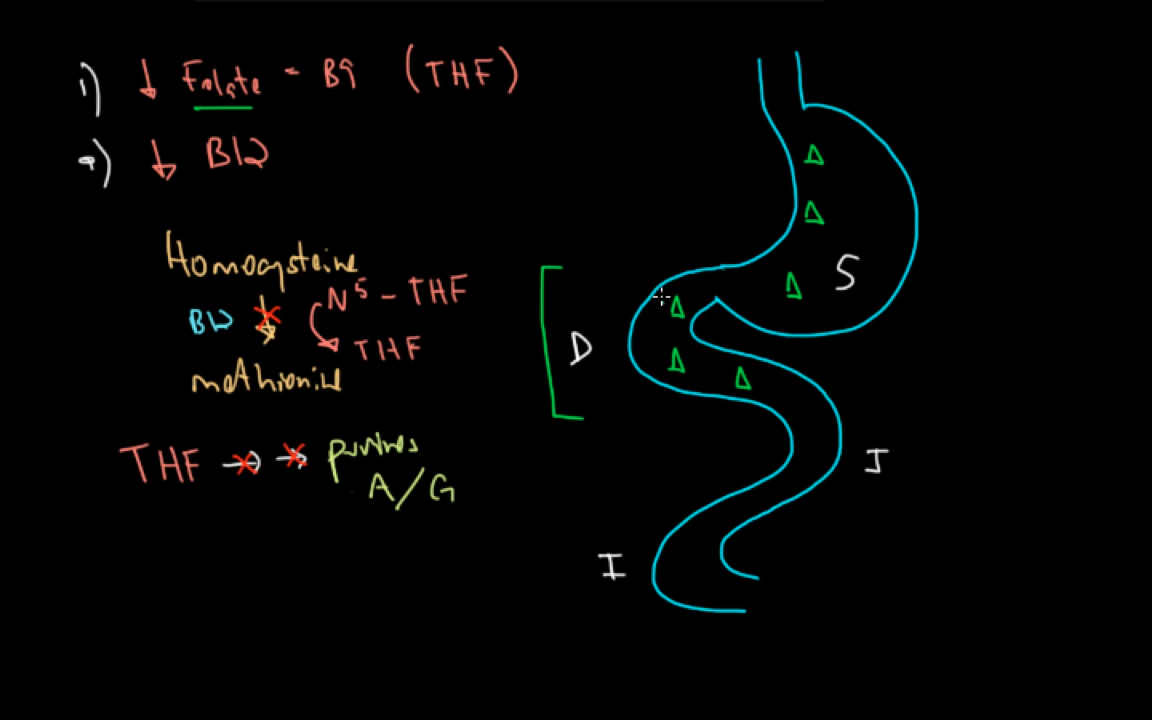 1) ↓ Folate - B9 (THF)
2) ↓ B12
Homocysteine
N5 - THF
B12
THF
methionine
THF → → purines
A/G
S
D
J
I